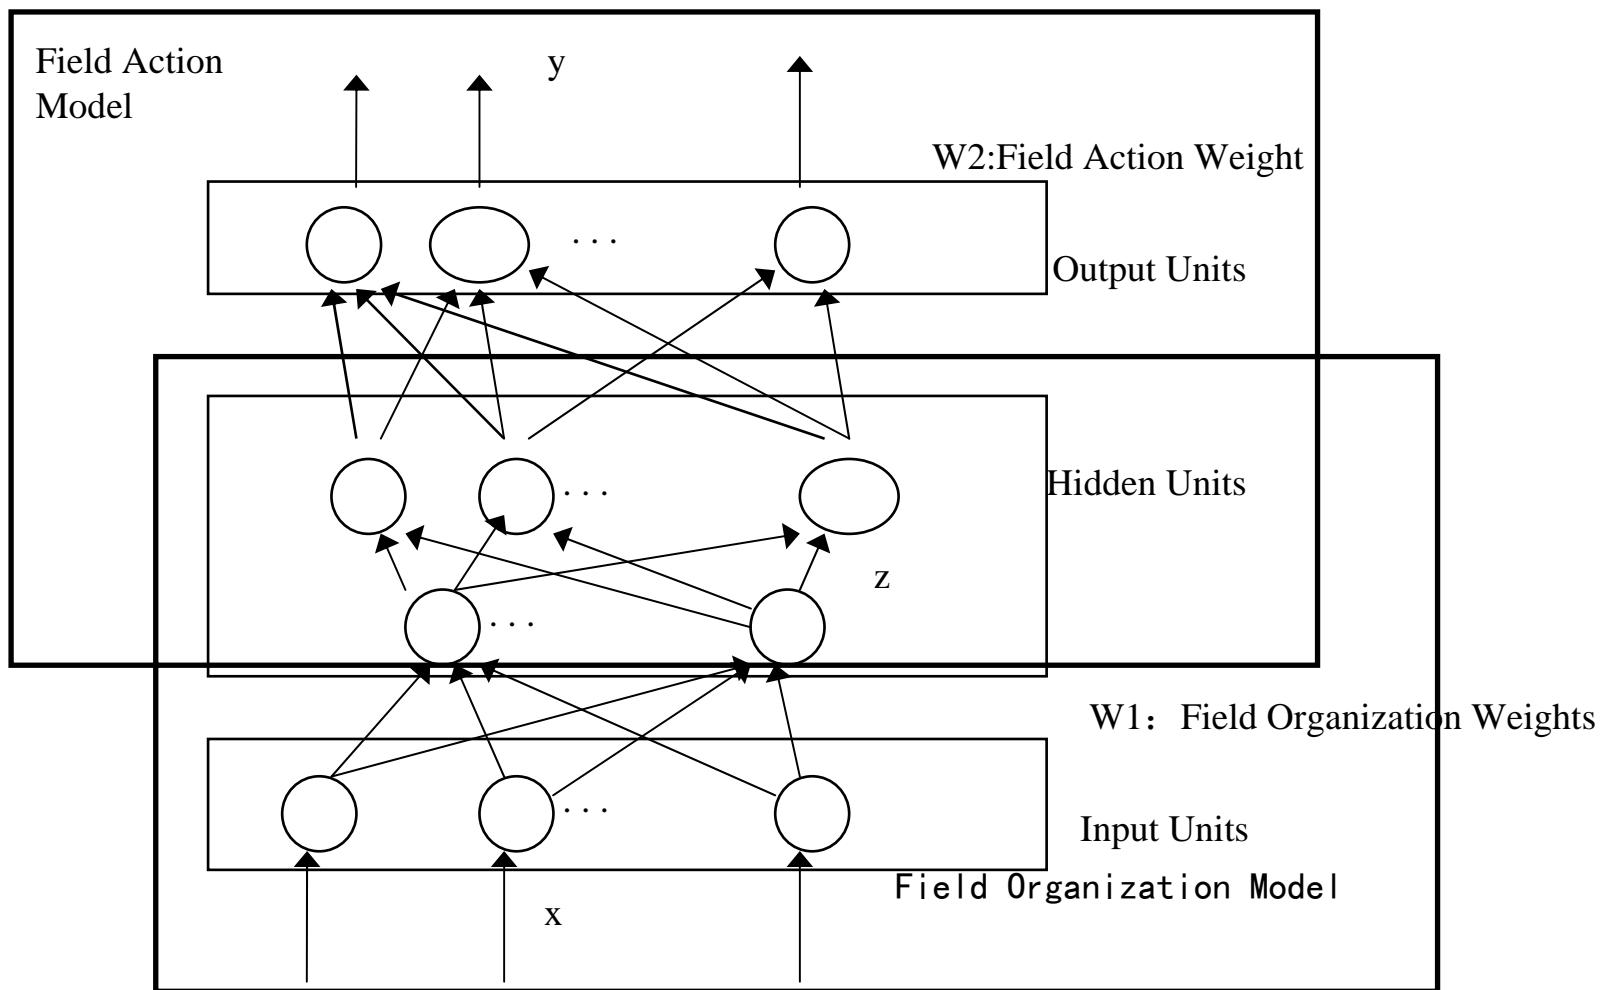 Field Action
Model
y
W2:Field Action Weight
. . .
Output Units
. . .
Hidden Units
z
. . .
W1：Field Organization Weights
. . .
Input Units
Field Organization Model
x